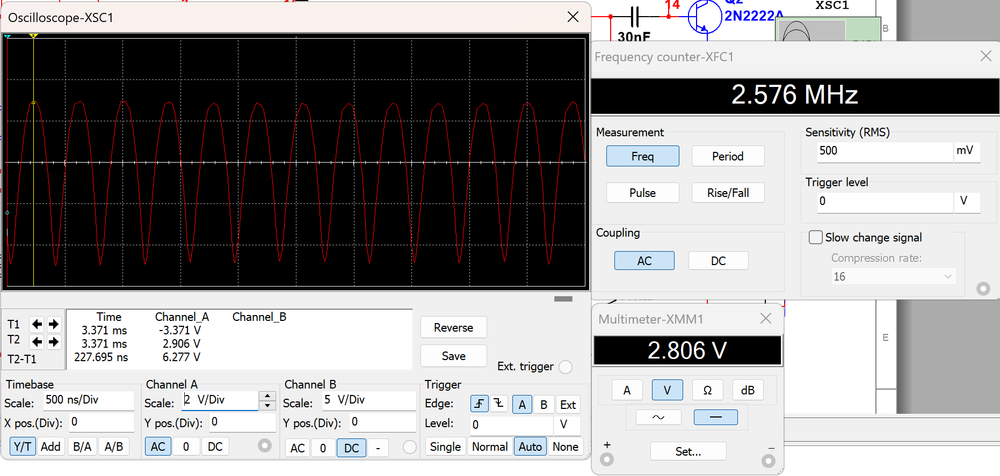 Oscilloscope-XSC1
14
Q2
2N2222A
XSC1
B
30nF
Frequency counter-XFC1
2.576 MHz
Measurement
Freq
Period
Pulse
Rise/Fall
Coupling
AC
DC
Sensitivity (RMS)
500
mV
Trigger level
0
V
Slow change signal
Compression rate:
16
Time Channel_A Channel_B
T1 3.371 ms -3.371 V
T2 3.371 ms 2.906 V
T2-T1 227.695 ns 6.277 V
Reverse
Save
Ext. trigger
Timebase
Scale: 500 ns/Div
X pos.(Div): 0
Y/T Add B/A A/B
Channel A
Scale: 2 V/Div
Y pos.(Div): 0
AC 0 DC
Channel B
Scale: 5 V/Div
Y pos.(Div): 0
AC 0 DC -
Trigger
Edge: A B Ext
Level: 0 V
Single Normal Auto None
Multimeter-XMM1
2.806 V
A V Ω dB
+ Set... –
E